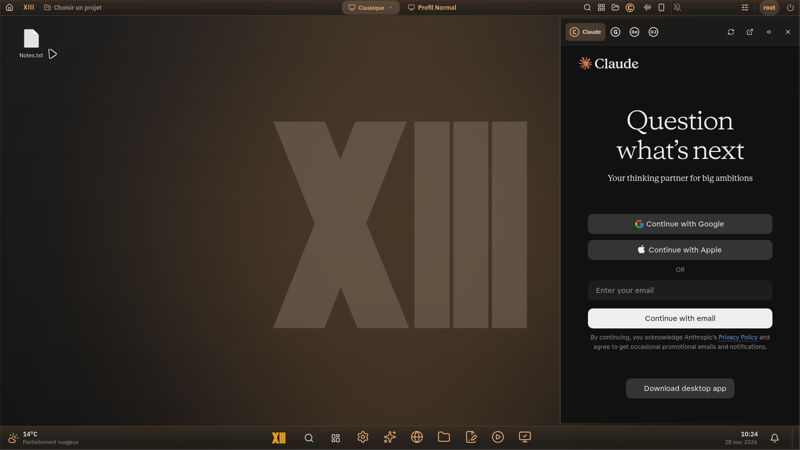 XIII
Choisir un projet
Classique
Profil Normal
root
Notes.txt
XIII
Claude
Claude
Question
what's next
Your thinking partner for big ambitions
Continue with Google
Continue with Apple
OR
Enter your email
Continue with email
By continuing, you acknowledge Anthropic's Privacy Policy and
agree to get occasional promotional emails and notifications.
Download desktop app
14°C
Partiellement nuageux
XIII
10:24
28 nov. 2026